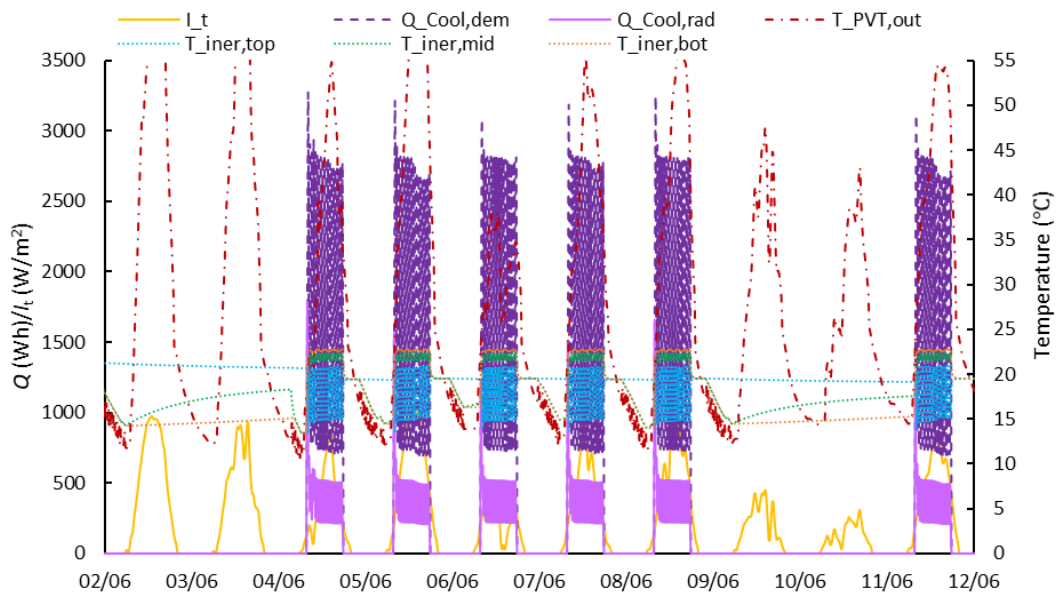 I_t Q_Cool,dem Q_Cool,rad T_PVT,out
T_iner,top T_iner,mid T_iner,bot
3500 55
3000 50
2500 45
2000 40
1500 35
1000 30
500 25
0 20
15
10
5
0
Q (Wh)/I_t (W/m²)
Temperature (°C)
02/06 03/06 04/06 05/06 06/06 07/06 08/06 09/06 10/06 11/06 12/06